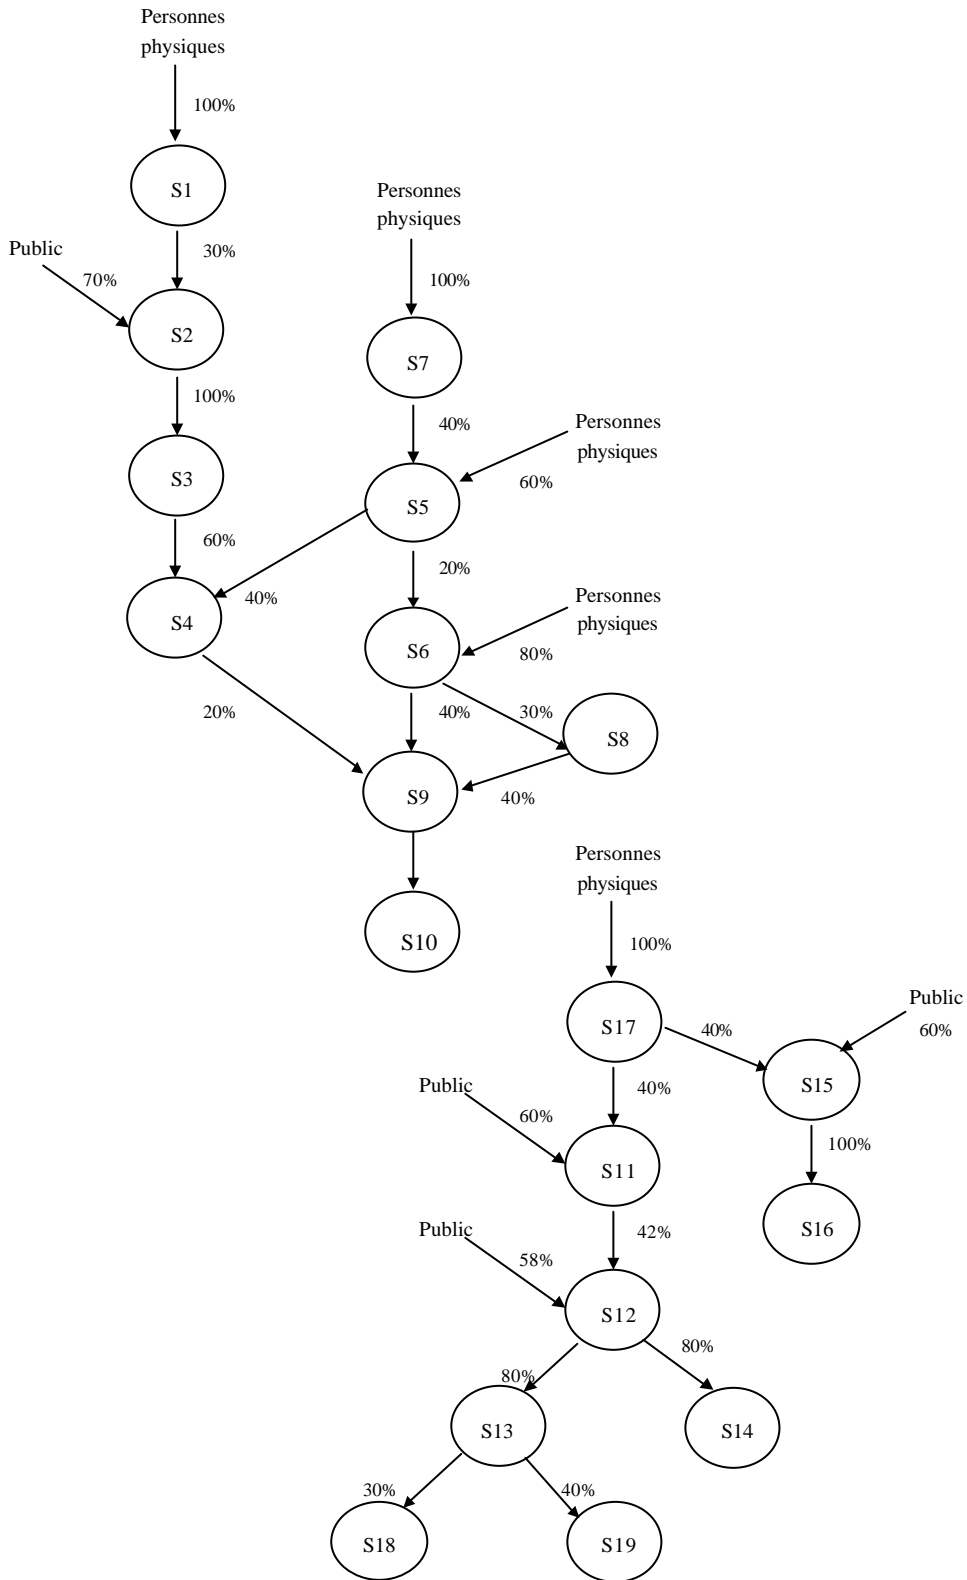 Personnes
physiques
100%
S1
Personnes
physiques
Public
30%
70%
100%
S2
S7
100%
40%
Personnes
physiques
S3
60%
S5
60%
20%
40%
Personnes
physiques
S4
S6
80%
20%
40%
30%
S8
S9
40%
Personnes
physiques
S10
100%
Public
S17
40%
60%
Public
40%
S15
60%
100%
S11
Public
42%
S16
58%
S12
80%
80%
S13
S14
30%
40%
S18
S19